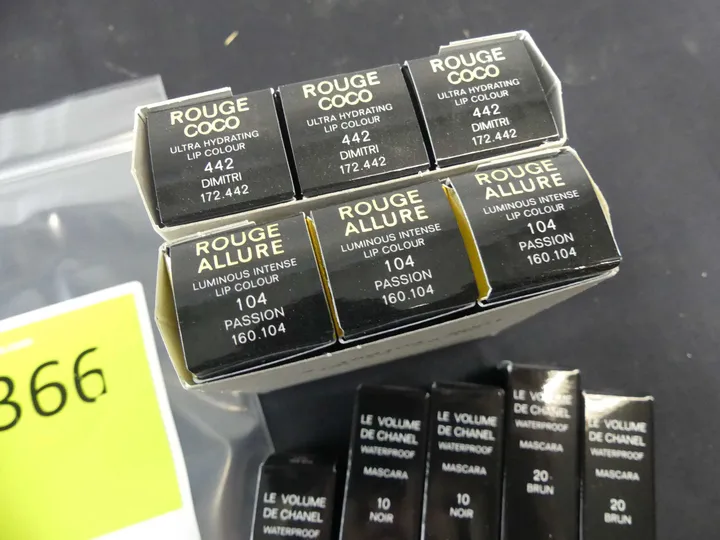 ROUGE
COCO
ULTRA HYDRATING
LIP COLOUR
442
DIMITRI
172.442
ROUGE
COCO
ULTRA HYDRATING
LIP COLOUR
442
DIMITRI
172.442
ROUGE
COCO
ULTRA HYDRATING
LIP COLOUR
442
DIMITRI
172.442
ROUGE
ALLURE
LUMINOUS INTENSE
LIP COLOUR
104
PASSION
160.104
ROUGE
ALLURE
LUMINOUS INTENSE
LIP COLOUR
104
PASSION
160.104
ROUGE
ALLURE
LUMINOUS INTENSE
LIP COLOUR
104
PASSION
160.104
366
LE VOLUME
DE CHANEL
WATERPROOF
LE VOLUME
DE CHANEL
WATERPROOF
MASCARA
10
NOIR
LE VOLUME
DE CHANEL
WATERPROOF
MASCARA
10
NOIR
LE VOLUME
DE CHANEL
WATERPROOF
MASCARA
20
BRUN
LE VOLUME
DE CHANEL
WATERPROOF
MASCARA
20
BRUN